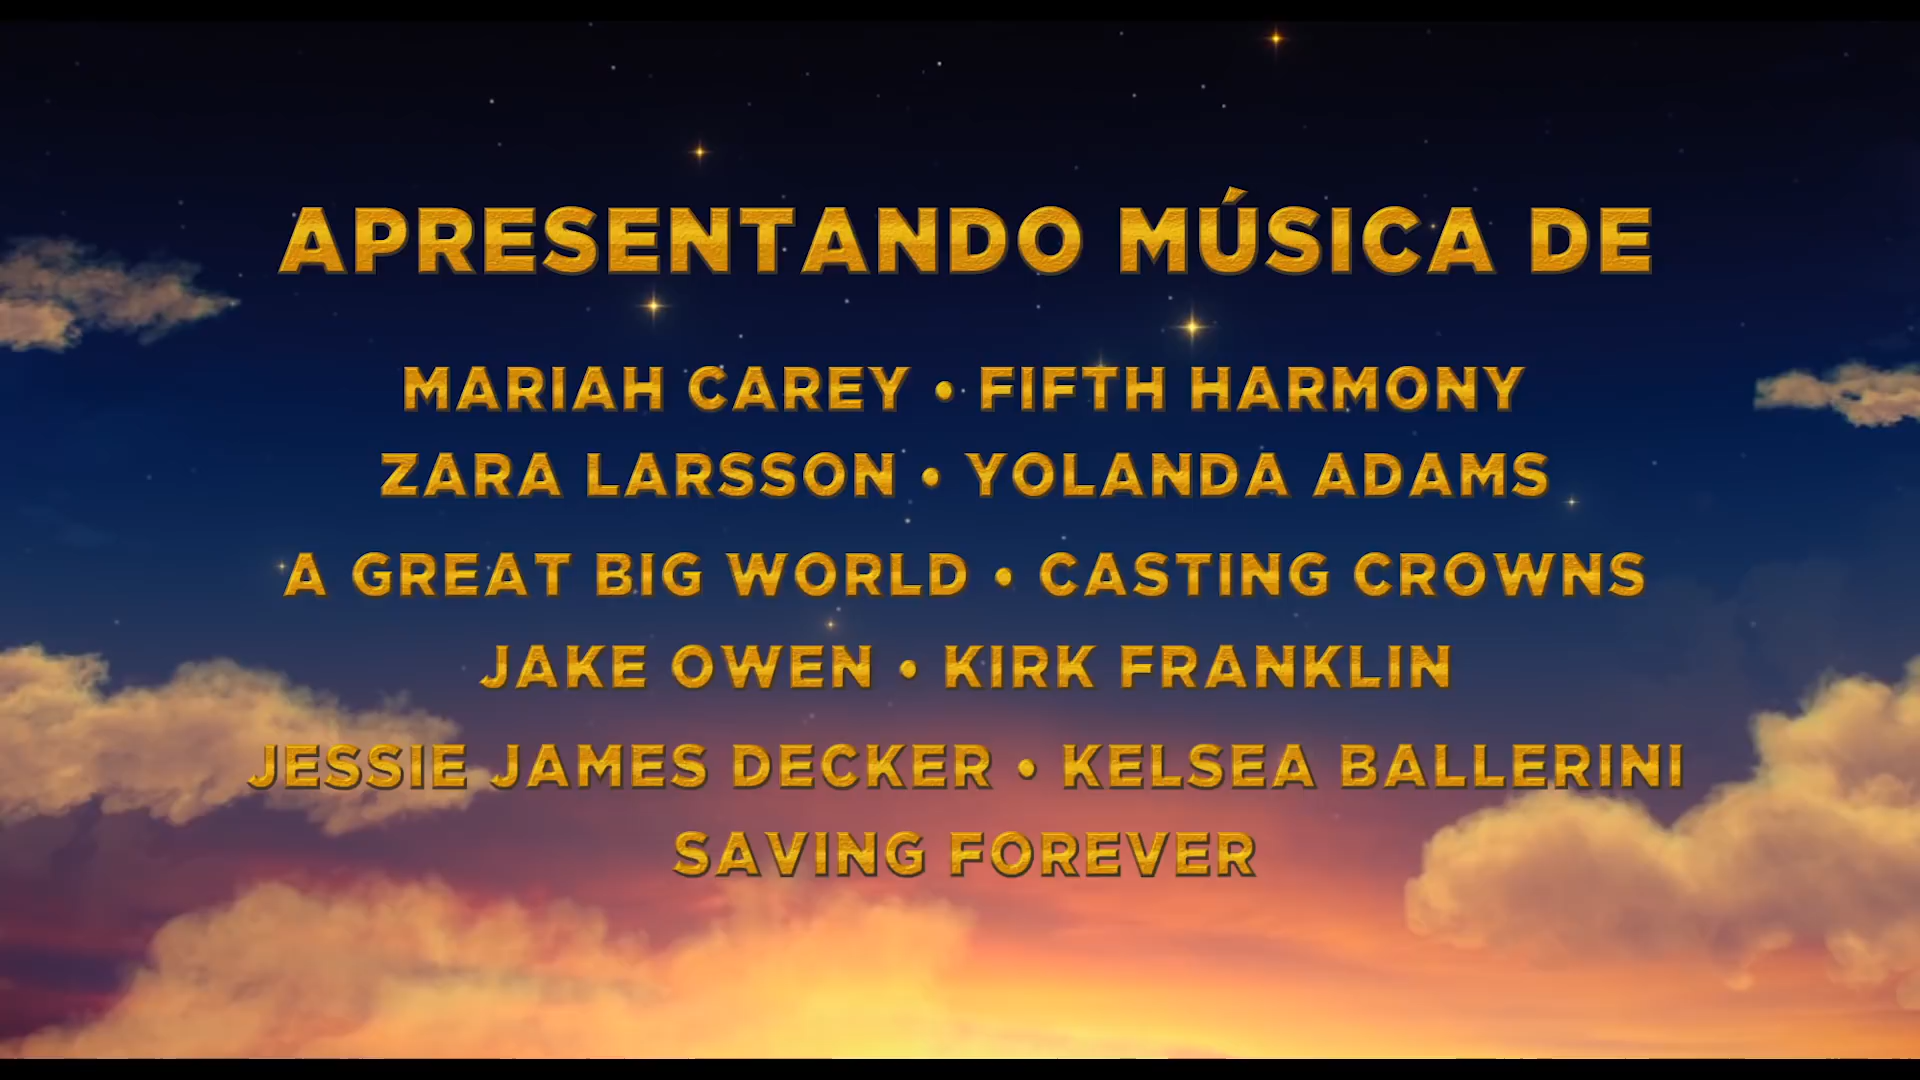 APRESENTANDO MÚSICA DE
MARIAH CAREY • FIFTH HARMONY
ZARA LARSSON • YOLANDA ADAMS
A GREAT BIG WORLD • CASTING CROWNS
JAKE OWEN • KIRK FRANKLIN
JESSIE JAMES DECKER • KELSEA BALLERINI
SAVING FOREVER